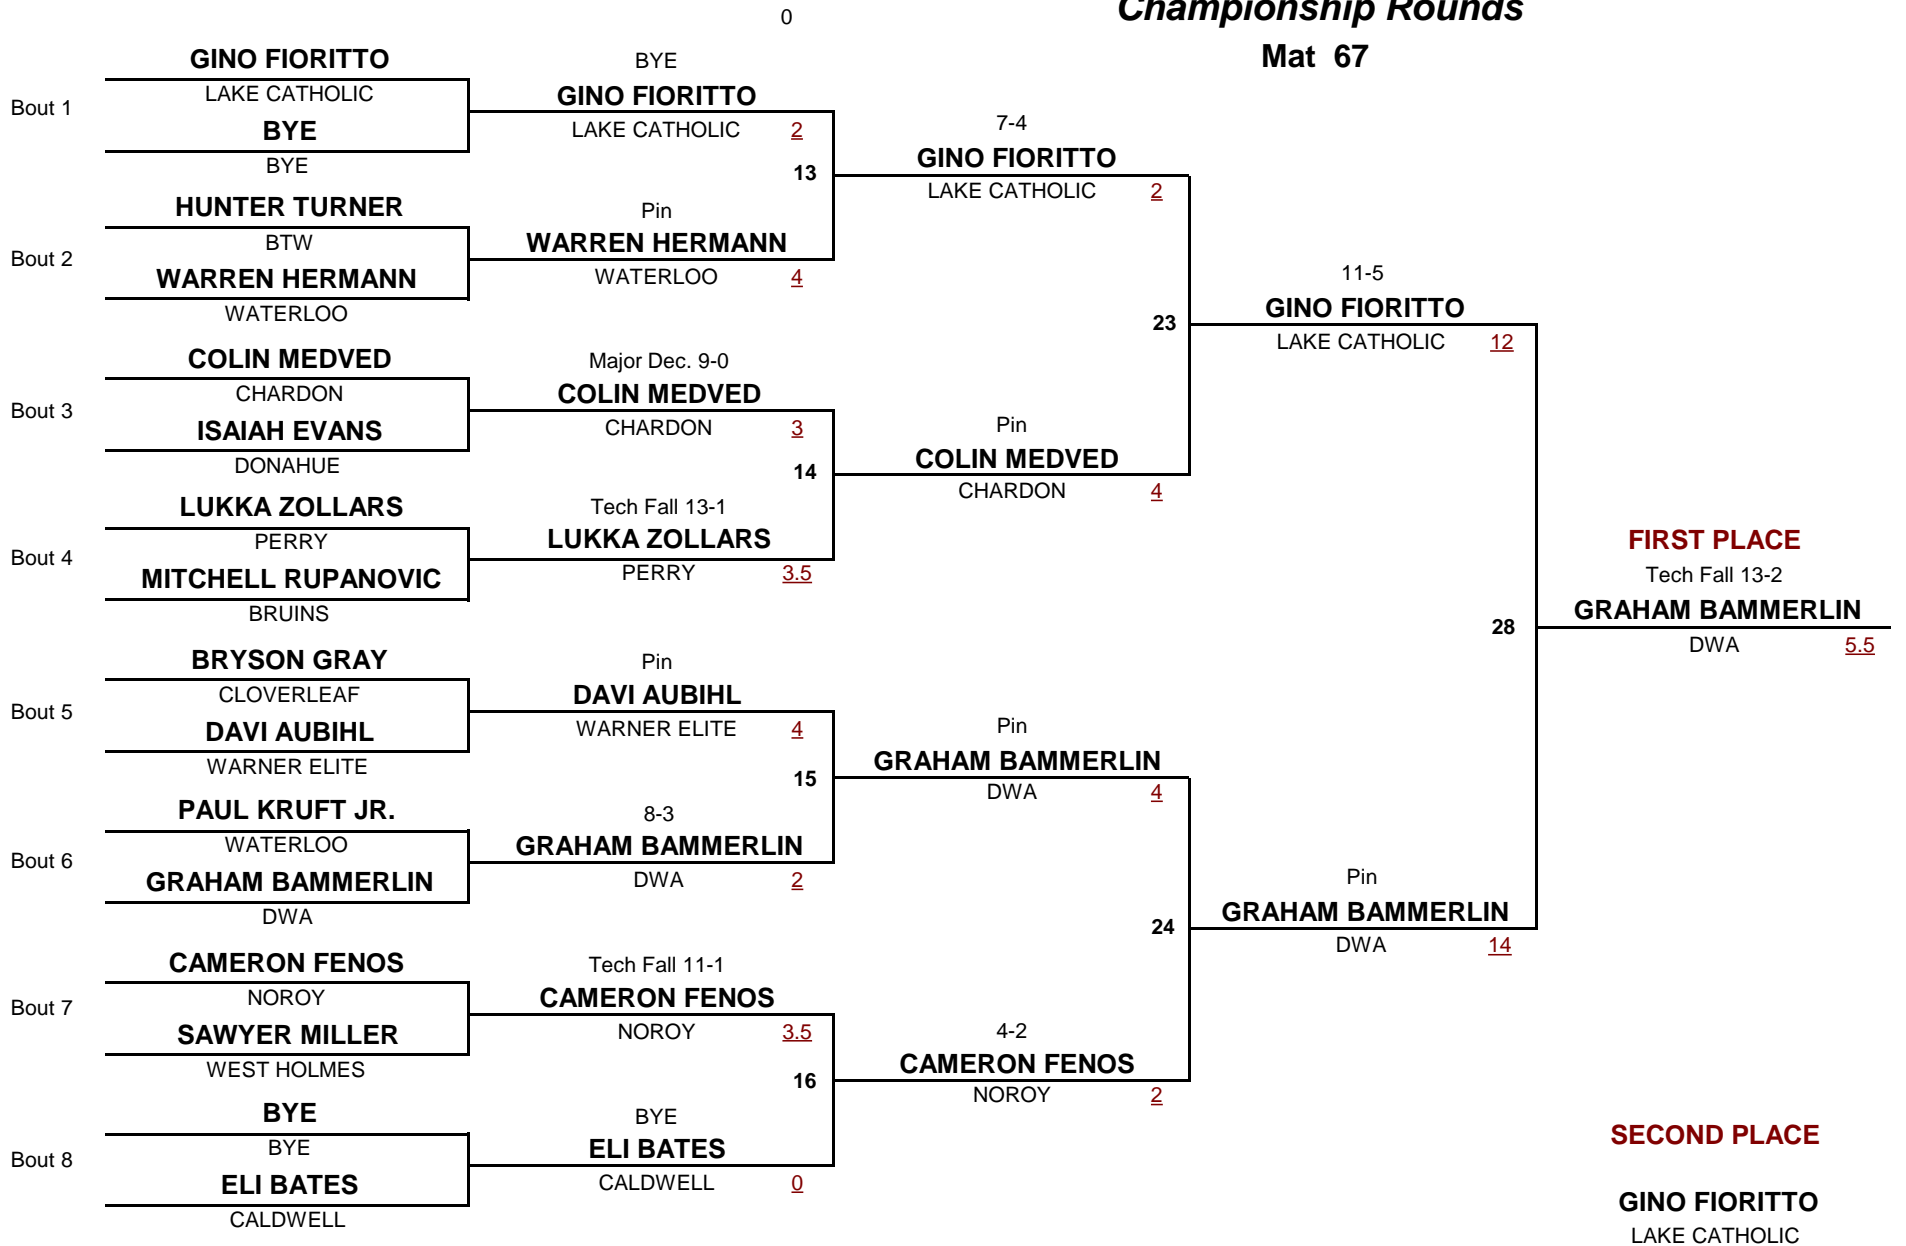 0
Championship Rounds
Mat 67
Bout 1
GINO FIORITTO
LAKE CATHOLIC
BYE
BYE
Bout 2
HUNTER TURNER
BTW
WARREN HERMANN
WATERLOO
Bout 3
COLIN MEDVED
CHARDON
ISAIAH EVANS
DONAHUE
Bout 4
LUKKA ZOLLARS
PERRY
MITCHELL RUPANOVIC
BRUINS
Bout 5
BRYSON GRAY
CLOVERLEAF
DAVI AUBIHL
WARNER ELITE
Bout 6
PAUL KRUFT JR.
WATERLOO
GRAHAM BAMMERLIN
DWA
Bout 7
CAMERON FENOS
NOROY
SAWYER MILLER
WEST HOLMES
Bout 8
BYE
BYE
ELI BATES
CALDWELL
BYE
GINO FIORITTO
LAKE CATHOLIC 2
13
Pin
WARREN HERMANN
WATERLOO 4
Major Dec. 9-0
COLIN MEDVED
CHARDON 3
14
Tech Fall 13-1
LUKKA ZOLLARS
PERRY 3.5
Pin
DAVI AUBIHL
WARNER ELITE 4
15
8-3
GRAHAM BAMMERLIN
DWA 2
Tech Fall 11-1
CAMERON FENOS
NOROY 3.5
16
BYE
ELI BATES
CALDWELL 0
7-4
GINO FIORITTO
LAKE CATHOLIC 2
23
Pin
COLIN MEDVED
CHARDON 4
Pin
GRAHAM BAMMERLIN
DWA 4
24
4-2
CAMERON FENOS
NOROY 2
11-5
GINO FIORITTO
LAKE CATHOLIC 12
28
Pin
GRAHAM BAMMERLIN
DWA 14
FIRST PLACE
Tech Fall 13-2
GRAHAM BAMMERLIN
DWA 5.5
SECOND PLACE
GINO FIORITTO
LAKE CATHOLIC